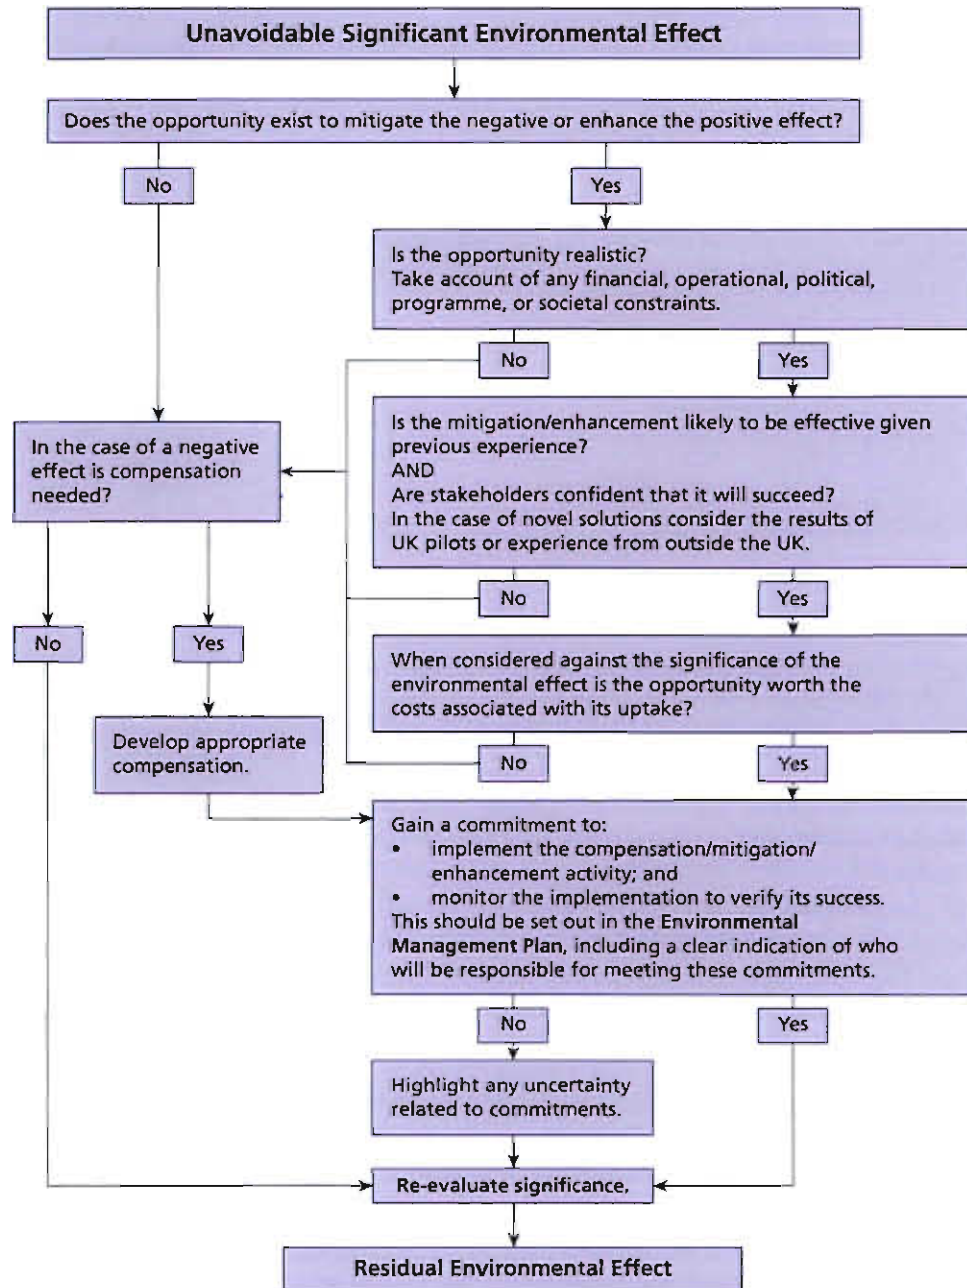 Unavoidable Significant Environmental Effect
Does the opportunity exist to mitigate the negative or enhance the positive effect?
No
Yes
Is the opportunity realistic?
Take account of any financial, operational, political,
programme, or societal constraints.
No
Yes
In the case of a negative
effect is compensation
needed?
Is the mitigation/enhancement likely to be effective given
previous experience?
AND
Are stakeholders confident that it will succeed?
In the case of novel solutions consider the results of
UK pilots or experience from outside the UK.
No
Yes
No
Yes
When considered against the significance of the
environmental effect is the opportunity worth the
costs associated with its uptake?
Develop appropriate
compensation.
No
Yes
Gain a commitment to:
• implement the compensation/mitigation/
enhancement activity; and
• monitor the implementation to verify its success.
This should be set out in the Environmental
Management Plan, including a clear indication of who
will be responsible for meeting these commitments.
No
Yes
Highlight any uncertainty
related to commitments.
Re-evaluate significance.
Residual Environmental Effect